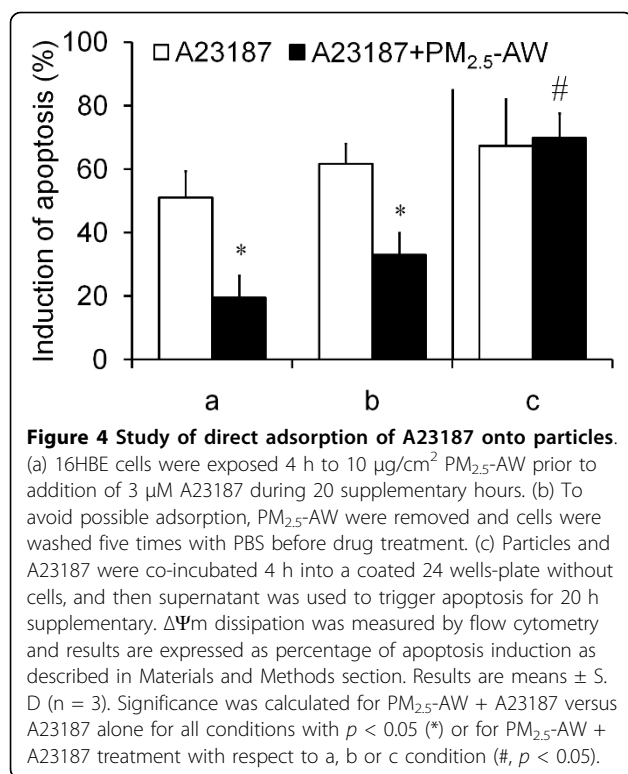 A23187 A23187+PM2.5-AW
Induction of apoptosis (%)
80
60
40
20
0
*
*
#
a b c
Figure 4 Study of direct adsorption of A23187 onto particles.
(a) 16HBE cells were exposed 4 h to 10 μg/cm² PM2.5-AW prior to
addition of 3 μM A23187 during 20 supplementary hours. (b) To
avoid possible adsorption, PM2.5-AW were removed and cells were
washed five times with PBS before drug treatment. (c) Particles and
A23187 were co-incubated 4 h into a coated 24 wells-plate without
cells, and then supernatant was used to trigger apoptosis for 20 h
supplementary. ΔΨm dissipation was measured by flow cytometry
and results are expressed as percentage of apoptosis induction as
described in Materials and Methods section. Results are means ± S.
D (n = 3). Significance was calculated for PM2.5-AW + A23187 versus
A23187 alone for all conditions with p < 0.05 (*) or for PM2.5-AW +
A23187 treatment with respect to a, b or c condition (#, p < 0.05).